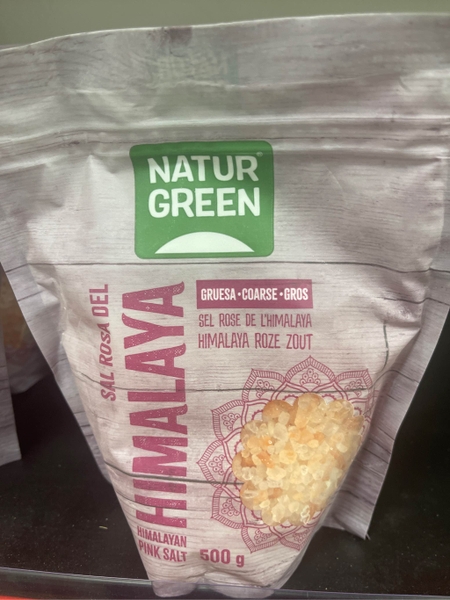 NATUR
GREEN
SAL ROSA DEL
HIMALAYA
GRUESA·COARSE·GROS
SEL ROSE DE L'HIMALAYA
HIMALAYA ROZE ZOUT
HIMALAYAN
PINK SALT
500 g